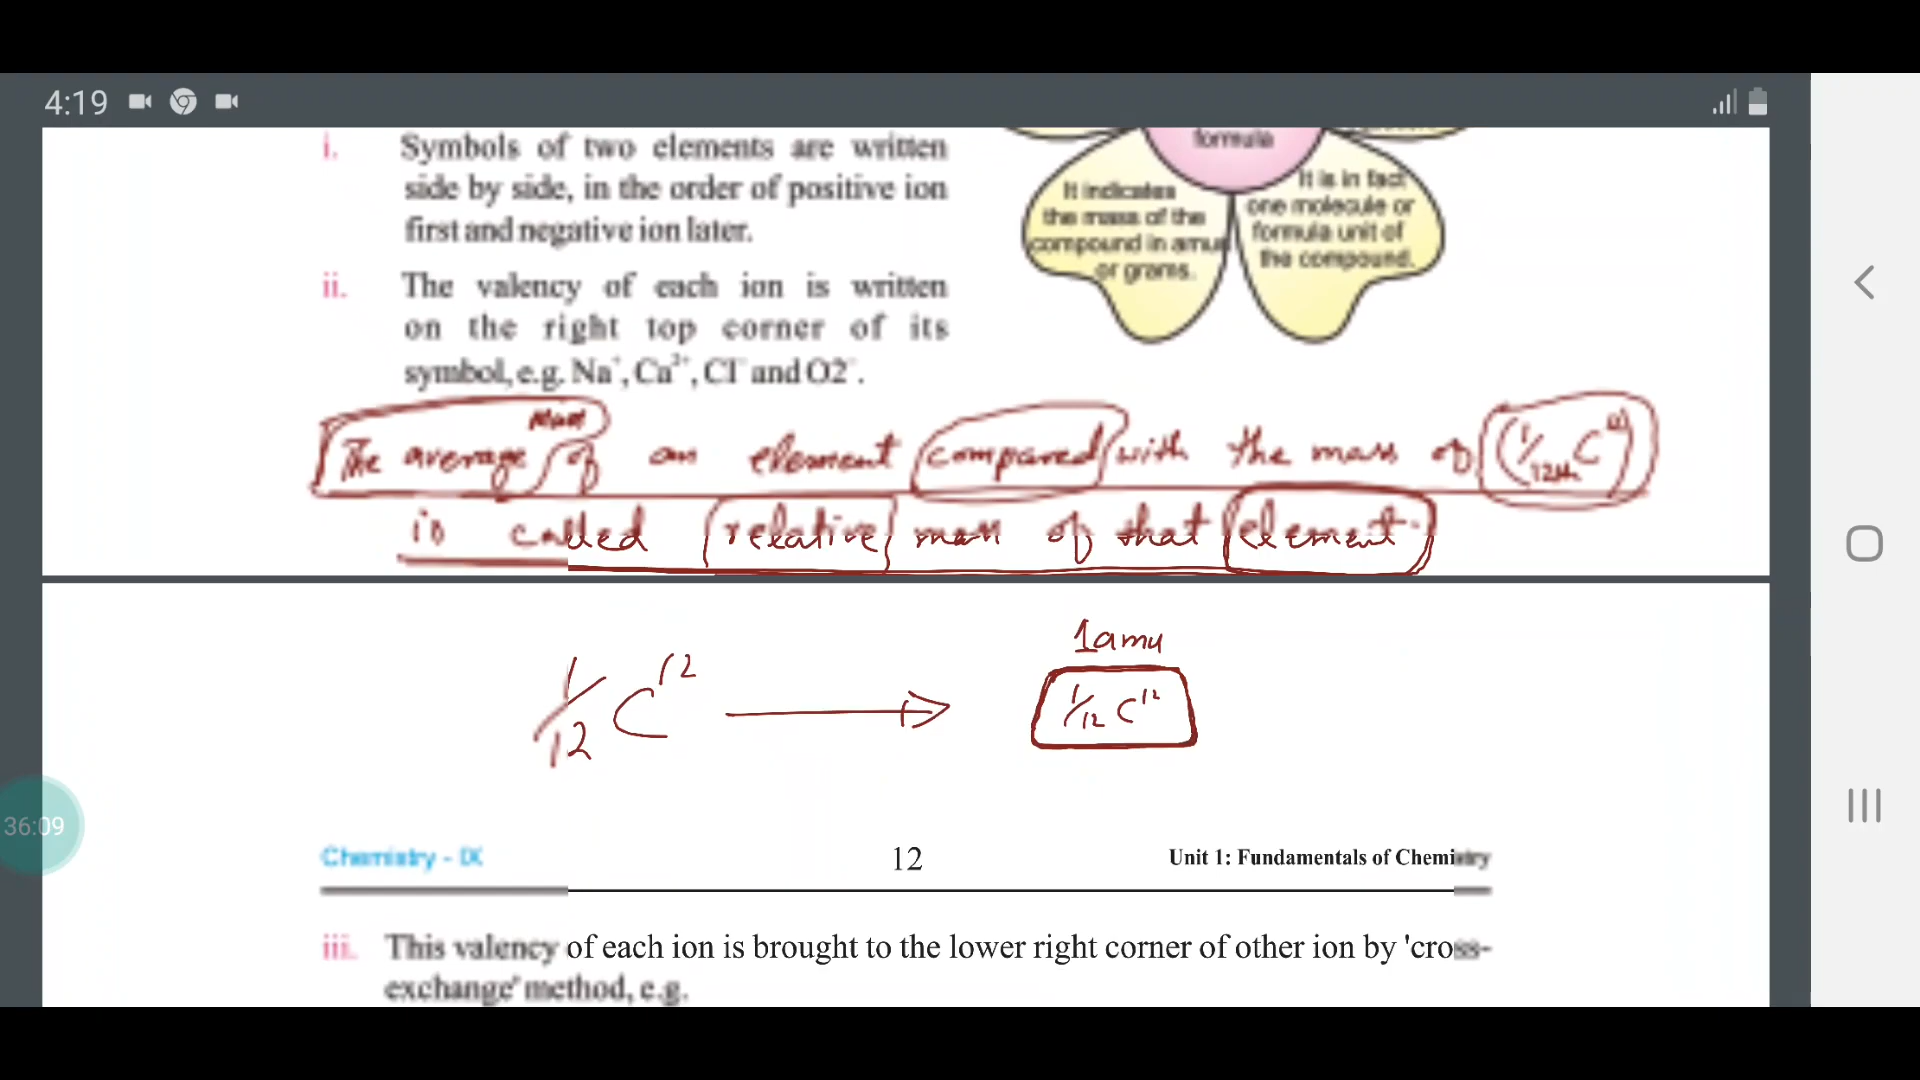 4:19
i. Symbols of two elements are written
side by side, in the order of positive ion
first and negative ion later.
ii. The valency of each ion is written
on the right top corner of its
symbol, e.g. Na⁺, Ca²⁺, Cl⁻ and O2⁻.
formula
It indicates
the mass of the
compound in amu
or grams.
It is in fact
one molecule or
formula unit of
the compound.
The average mass of an element compared with the mass of (1/12th C¹²)
is called relative mass of that element.
1amu
1/12 C¹²
1/12 C¹²
36:09
Chemistry - IX 12 Unit 1: Fundamentals of Chemistry
iii. This valency of each ion is brought to the lower right corner of other ion by 'cross-
exchange' method, e.g.